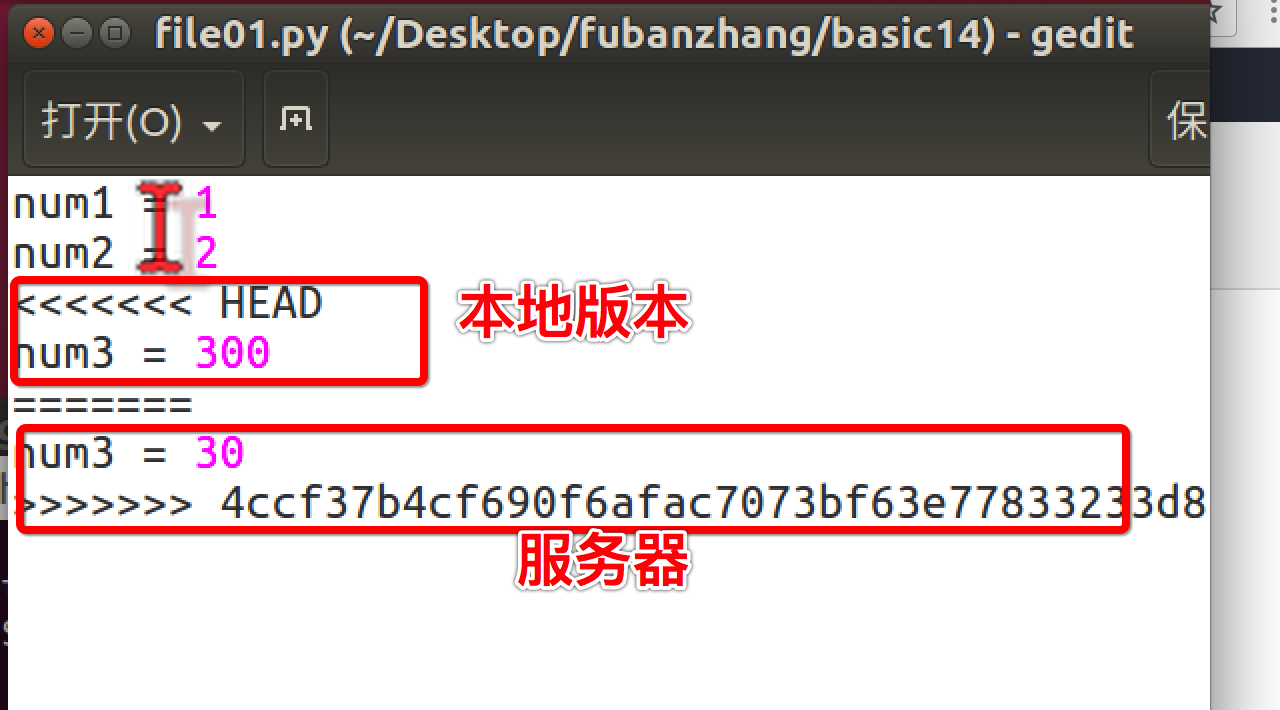 file01.py (~/Desktop/fubanzhang/basic14) - gedit
打开(O)
保
num1 = 1
num2 = 2
<<<<<<< HEAD
本地版本
num3 = 300
=======
num3 = 30
>>>>>>> 4ccf37b4cf690f6afac7073bf63e77833233d8
服务器